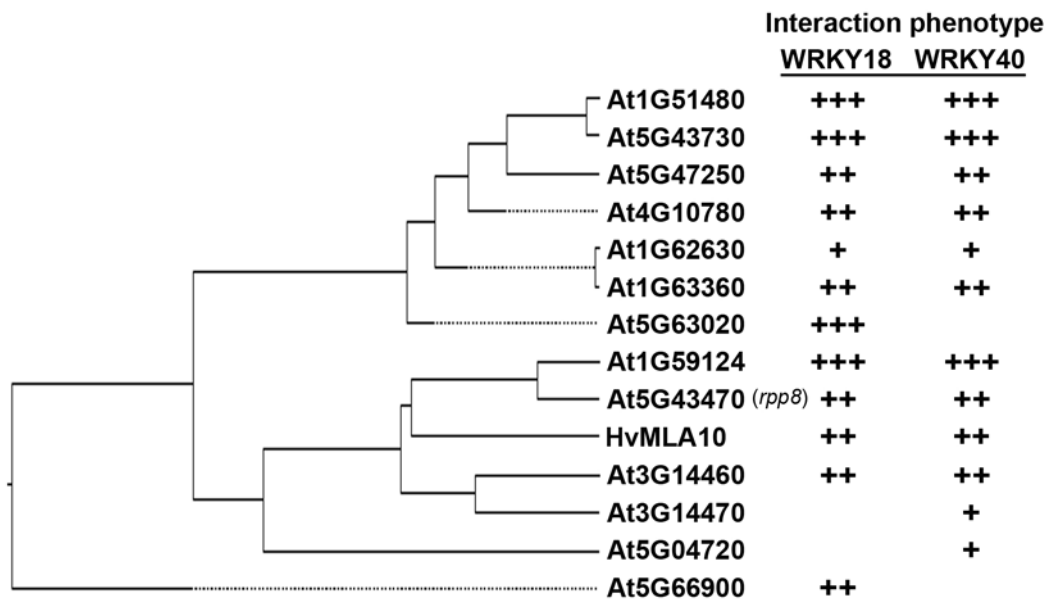 Interaction phenotype
WRKY18 WRKY40
At1G51480 +++ +++
At5G43730 +++ +++
At5G47250 ++ ++
At4G10780 ++ ++
At1G62630 + +
At1G63360 ++ ++
At5G63020 +++
At1G59124 +++ +++
At5G43470 (rpp8) ++ ++
HvMLA10 ++ ++
At3G14460 ++ ++
At3G14470 +
At5G04720 +
At5G66900 ++